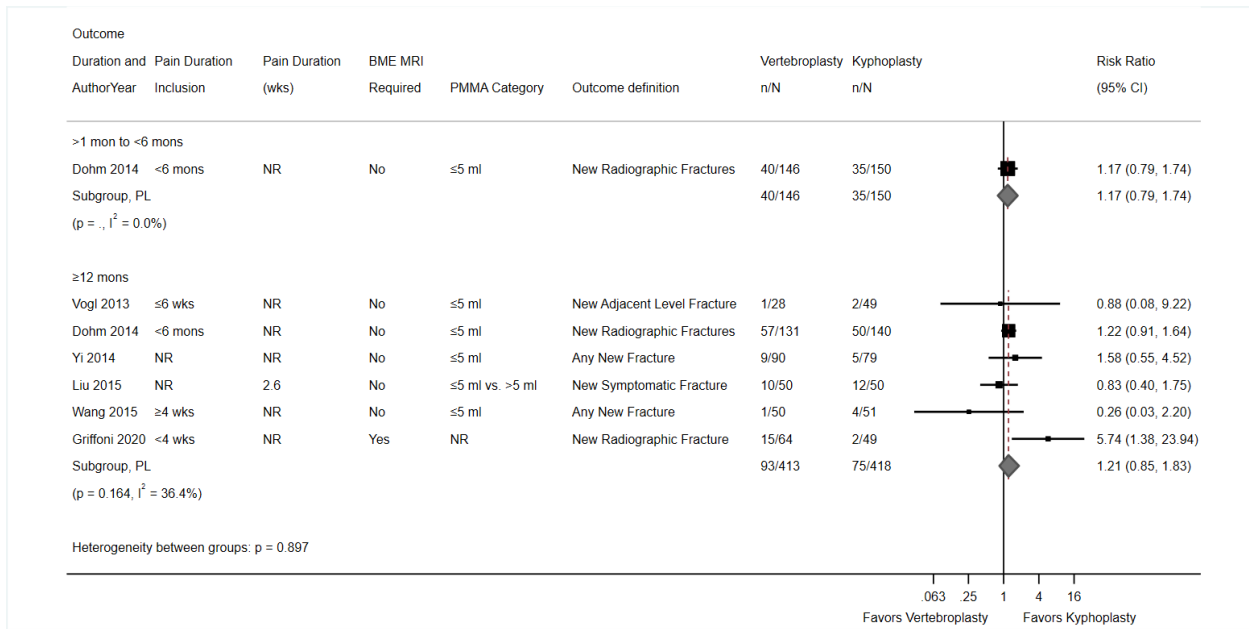 Outcome
Duration and Pain Duration Pain Duration BME MRI Vertebroplasty Kyphoplasty Risk Ratio
AuthorYear Inclusion (wks) Required PMMA Category Outcome definition n/N n/N (95% CI)
>1 mon to <6 mons
Dohm 2014 <6 mons NR No ≤5 ml New Radiographic Fractures 40/146 35/150 1.17 (0.79, 1.74)
Subgroup, PL 40/146 35/150 1.17 (0.79, 1.74)
(p = ., I² = 0.0%)
≥12 mons
Vogl 2013 ≤6 wks NR No ≤5 ml New Adjacent Level Fracture 1/28 2/49 0.88 (0.08, 9.22)
Dohm 2014 <6 mons NR No ≤5 ml New Radiographic Fractures 57/131 50/140 1.22 (0.91, 1.64)
Yi 2014 NR NR No ≤5 ml Any New Fracture 9/90 5/79 1.58 (0.55, 4.52)
Liu 2015 NR 2.6 No ≤5 ml vs. >5 ml New Symptomatic Fracture 10/50 12/50 0.83 (0.40, 1.75)
Wang 2015 ≥4 wks NR No ≤5 ml Any New Fracture 1/50 4/51 0.26 (0.03, 2.20)
Griffoni 2020 <4 wks NR Yes NR New Radiographic Fracture 15/64 2/49 5.74 (1.38, 23.94)
Subgroup, PL 93/413 75/418 1.21 (0.85, 1.83)
(p = 0.164, I² = 36.4%)
Heterogeneity between groups: p = 0.897
.063 .25 1 4 16
Favors Vertebroplasty Favors Kyphoplasty